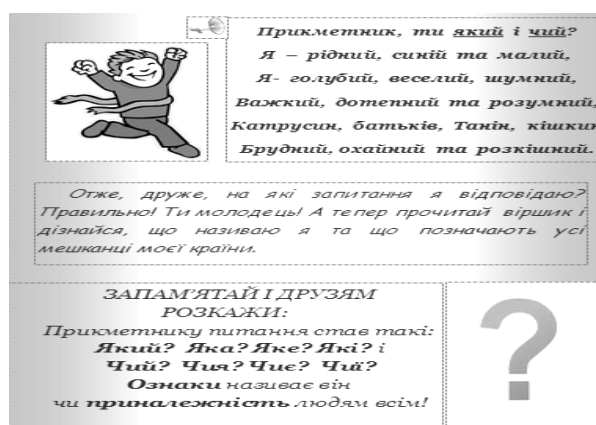 Прикметник, ти який і чий?
Я – рідний, синій та малий,
Я- голубий, веселий, шумний,
Важкий, дотепний та розумний,
Катрусин, батьків, Танін, кішкин
Брудний, охайний та розкішний.
Отже, друже, на які запитання я відповідаю?
Правильно! Ти молодець! А тепер прочитай віршик і
дізнайся, що називаю я та що позначають усі
мешканці моєї країни.
ЗАПАМ'ЯТАЙ І ДРУЗЯМ
РОЗКАЖИ:
Прикметнику питання став такі:
Який? Яка? Яке? Які? і
Чий? Чия? Чиє? Чиї?
Ознаки називає він
чи приналежність людям всім!
?